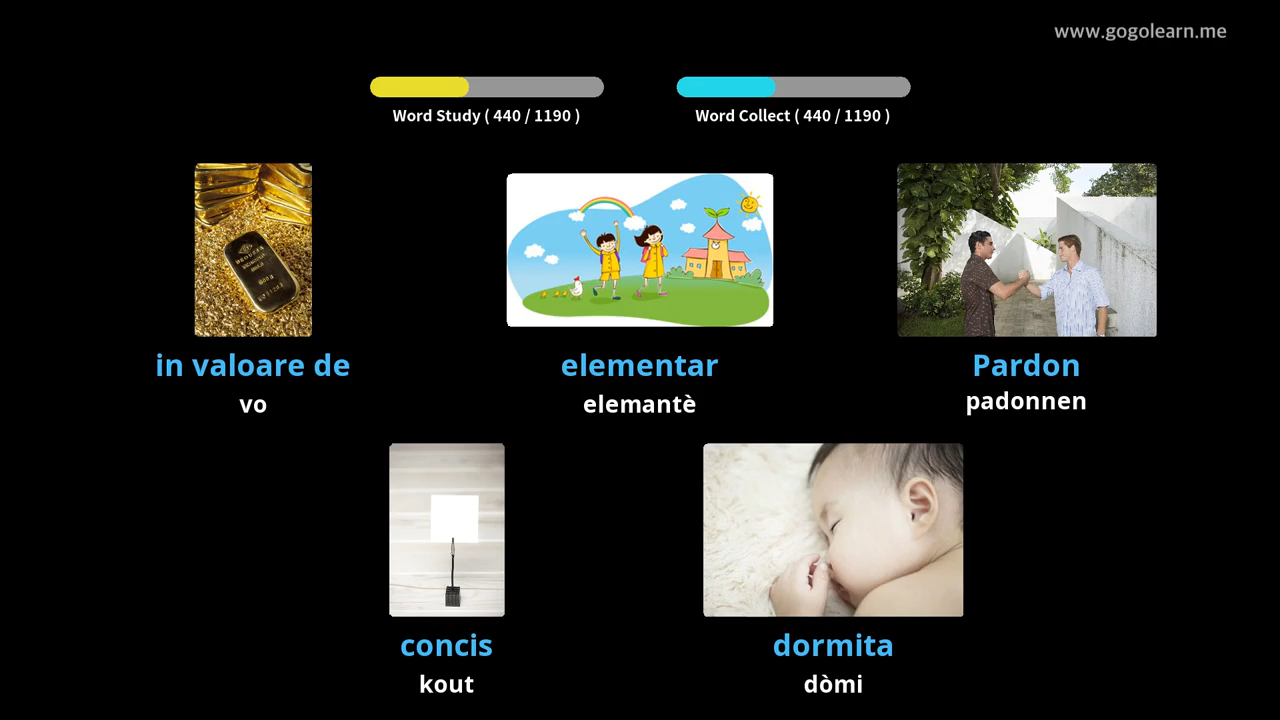 www.gogolearn.me
Word Study ( 440 / 1190 )
Word Collect ( 440 / 1190 )
in valoare de
vo
elementar
elemantè
Pardon
padonnen
concis
kout
dormita
dòmi